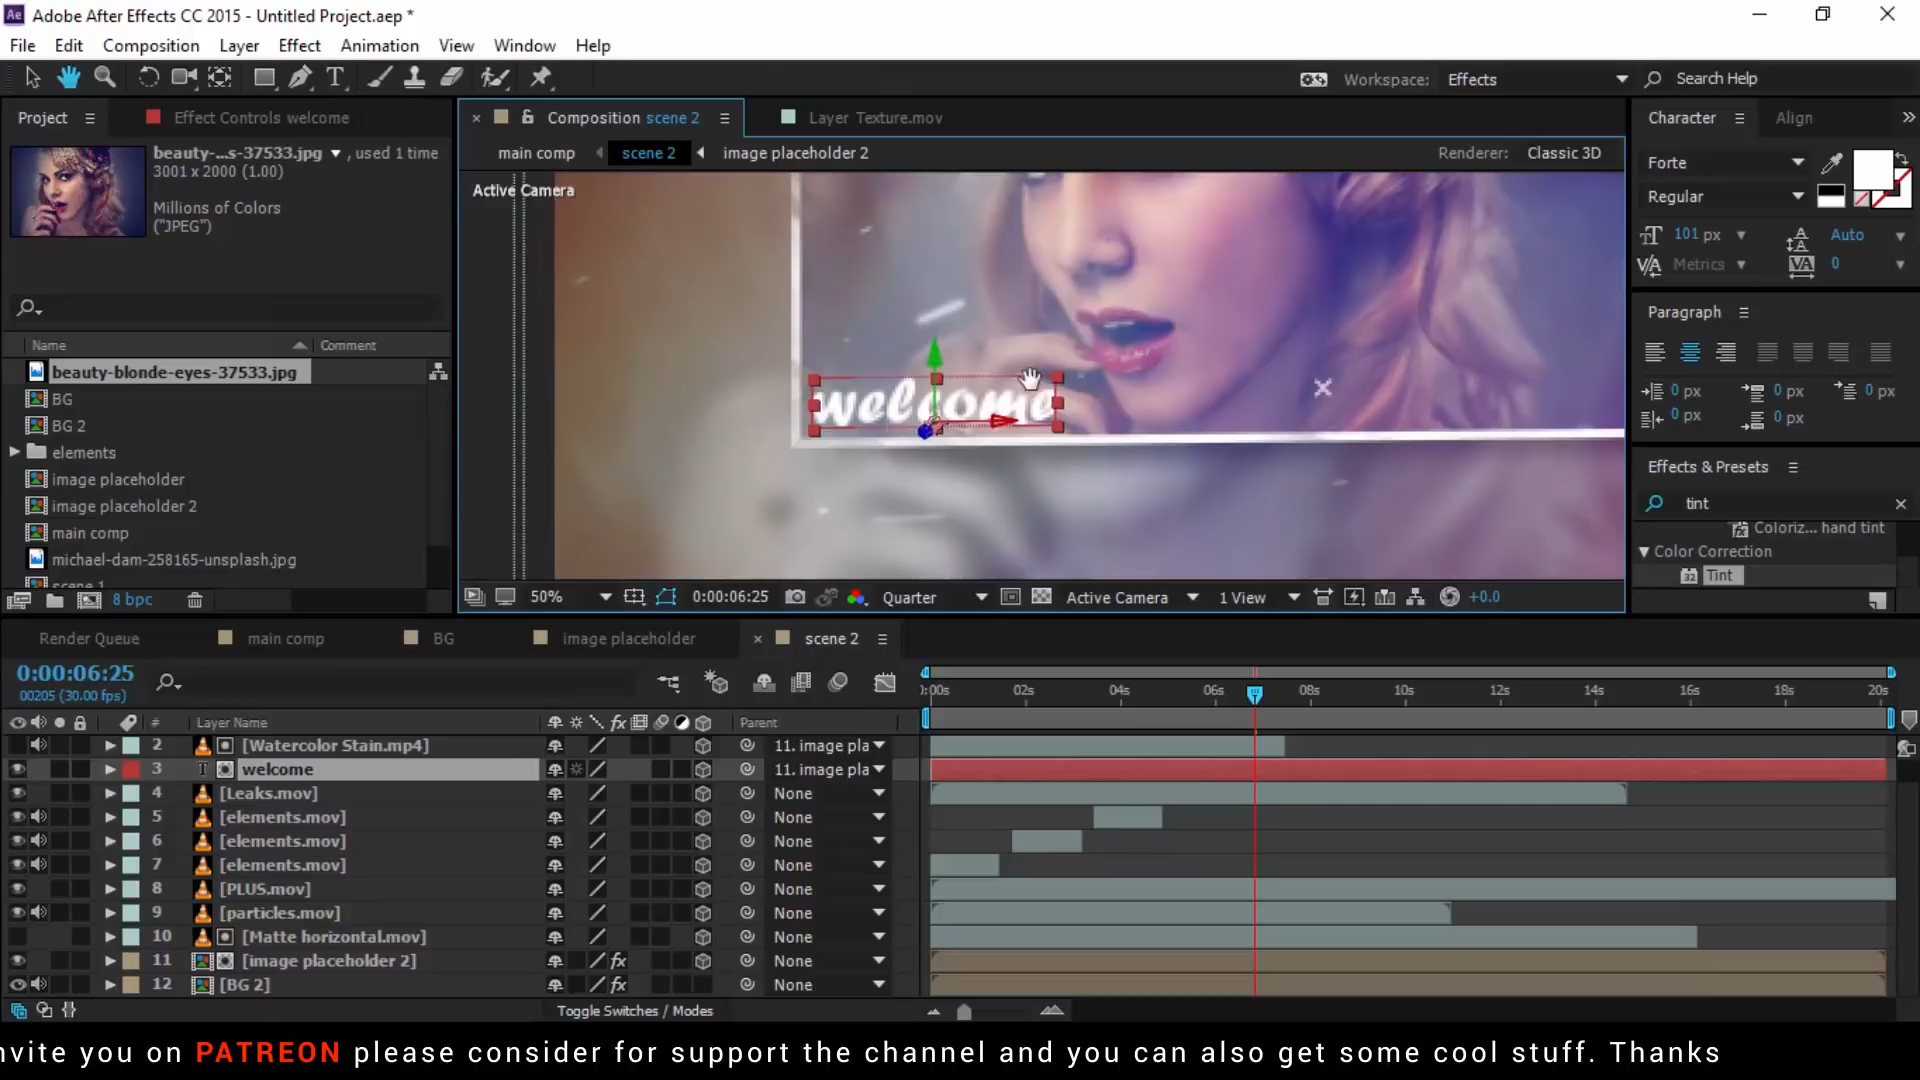 Adobe After Effects CC 2015 - Untitled Project.aep *
File Edit Composition Layer Effect Animation View Window Help
Workspace: Effects Search Help
Project Effect Controls welcome
beauty-...s-37533.jpg , used 1 time
3001 x 2000 (1.00)
Millions of Colors
("JPEG")
Name Comment
beauty-blonde-eyes-37533.jpg
BG
BG 2
elements
image placeholder
image placeholder 2
main comp
michael-dam-258165-unsplash.jpg
scene 1
8 bpc
Composition scene 2 Layer Texture.mov
main comp scene 2 image placeholder 2 Renderer: Classic 3D
Active Camera
welcome
50% 0:00:06:25 Quarter Active Camera 1 View +0.0
Character Align
Forte
Regular
101 px Auto
Metrics 0
Paragraph
0 px 0 px 0 px
0 px 0 px
Effects & Presets
tint
Coloriz... hand tint
Color Correction
32 Tint
Render Queue main comp BG image placeholder scene 2
0:00:06:25
00205 (30.00 fps)
:00s 02s 04s 06s 08s 10s 12s 14s 16s 18s 20s
# Layer Name Parent
2 [Watercolor Stain.mp4] 11. image pla
3 welcome 11. image pla
4 [Leaks.mov] None
5 [elements.mov] None
6 [elements.mov] None
7 [elements.mov] None
8 [PLUS.mov] None
9 [particles.mov] None
10 [Matte horizontal.mov] None
11 [image placeholder 2] None
12 [BG 2] None
Toggle Switches / Modes
nvite you on PATREON please consider for support the channel and you can also get some cool stuff. Thanks